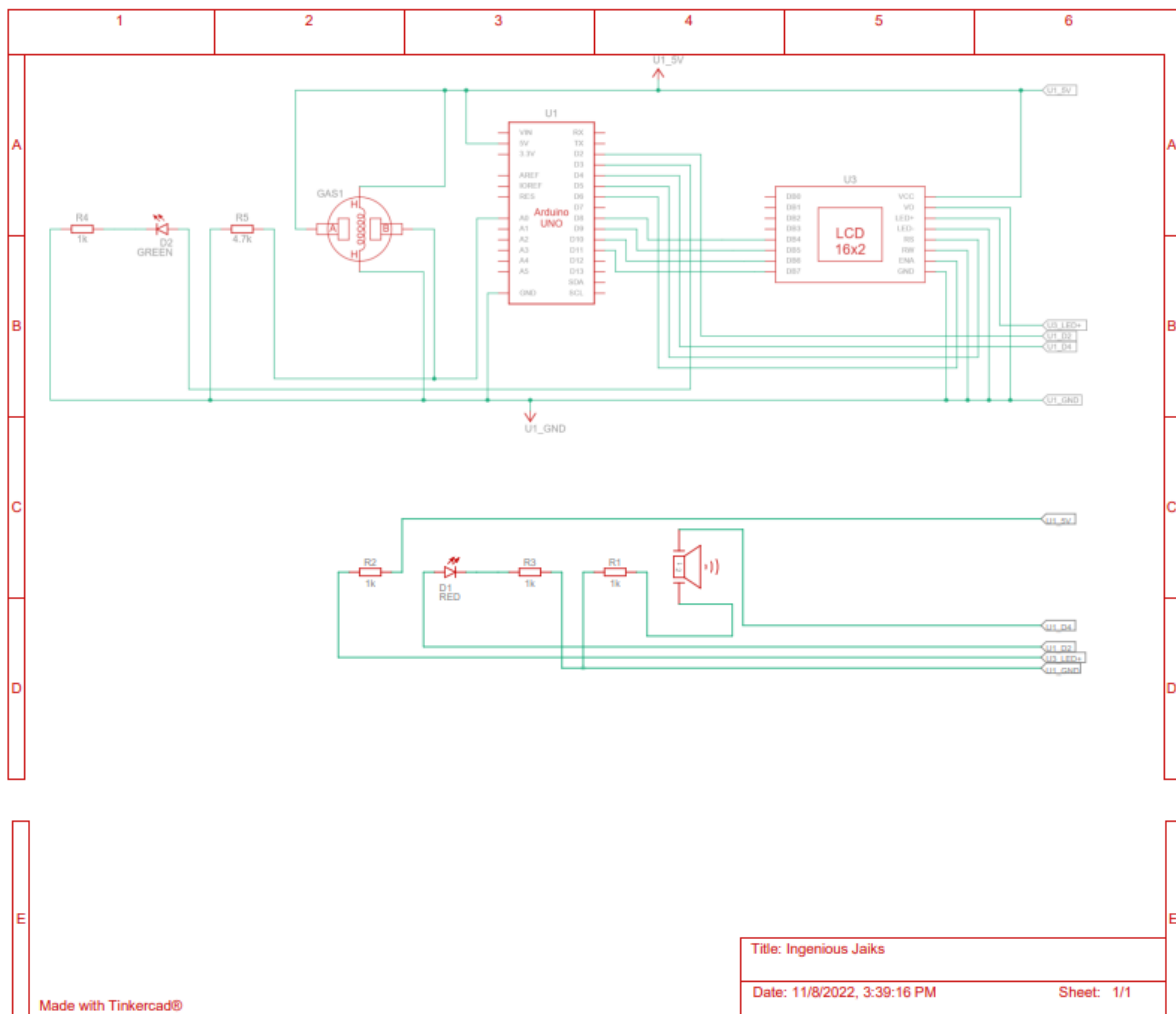 1 2 3 4 5 6
A A
B B
C C
D D
E E
U1_5V
U1_5V
U1
VIN RX
5V TX
3.3V D2
D3
AREF D4
IOREF D5
RES D6
D7
A0 D8
A1 D9
A2 D10
A3 D11
A4 D12
A5 D13
SDA
GND SCL
Arduino
UNO
GAS1
H
A B
H
R4
1k
D2
GREEN
R5
4.7k
U3
DB0 VCC
DB1 VO
DB2 LED+
DB3 LED-
DB4 RS
DB5 RW
DB6 ENA
DB7 GND
LCD
16x2
U3_LED+
U1_D2
U1_D4
U1_GND
U1_GND
U1_5V
R2
1k
D1
RED
R3
1k
R1
1k
U1_D4
U1_D2
U3_LED+
U1_GND
Title: Ingenious Jaiks
Date: 11/8/2022, 3:39:16 PM Sheet: 1/1
Made with Tinkercad®